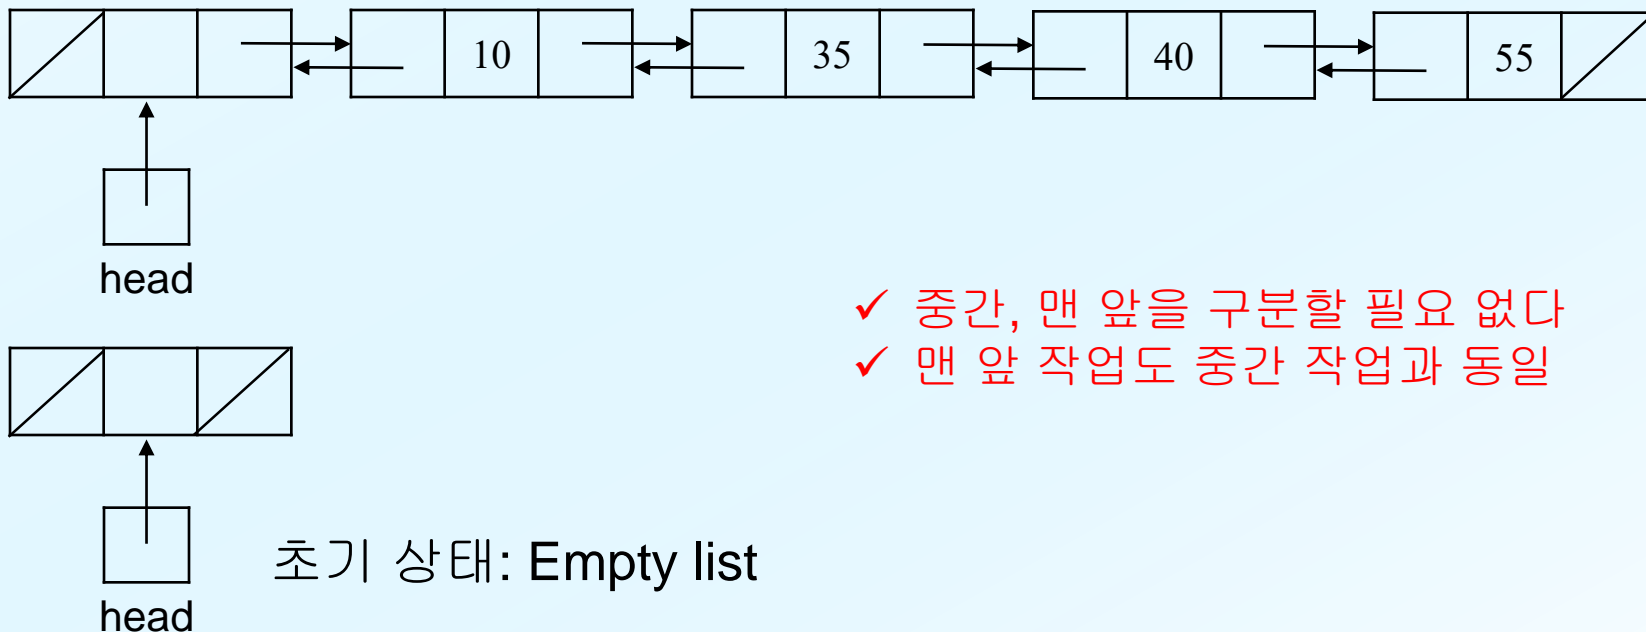 10 35 40 55
head
✓ 중간, 맨 앞을 구분할 필요 없다
✓ 맨 앞 작업도 중간 작업과 동일
초기 상태: Empty list
head